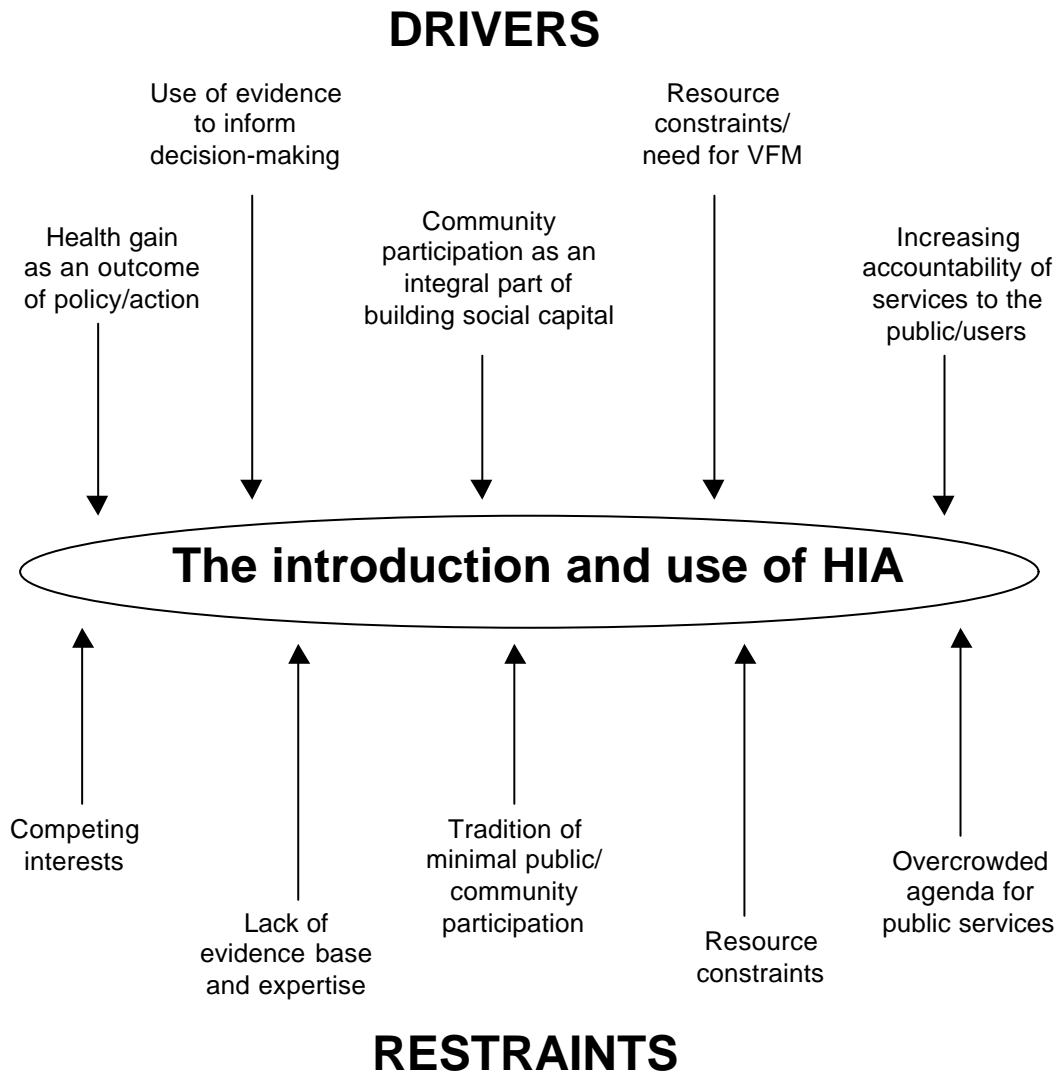 DRIVERS
Use of evidence
to inform
decision-making
Resource
constraints/
need for VFM
Health gain
as an outcome
of policy/action
Community
participation as an
integral part of
building social capital
Increasing
accountability of
services to the
public/users
The introduction and use of HIA
Competing
interests
Lack of
evidence base
and expertise
Tradition of
minimal public/
community
participation
Resource
constraints
Overcrowded
agenda for
public services
RESTRAINTS